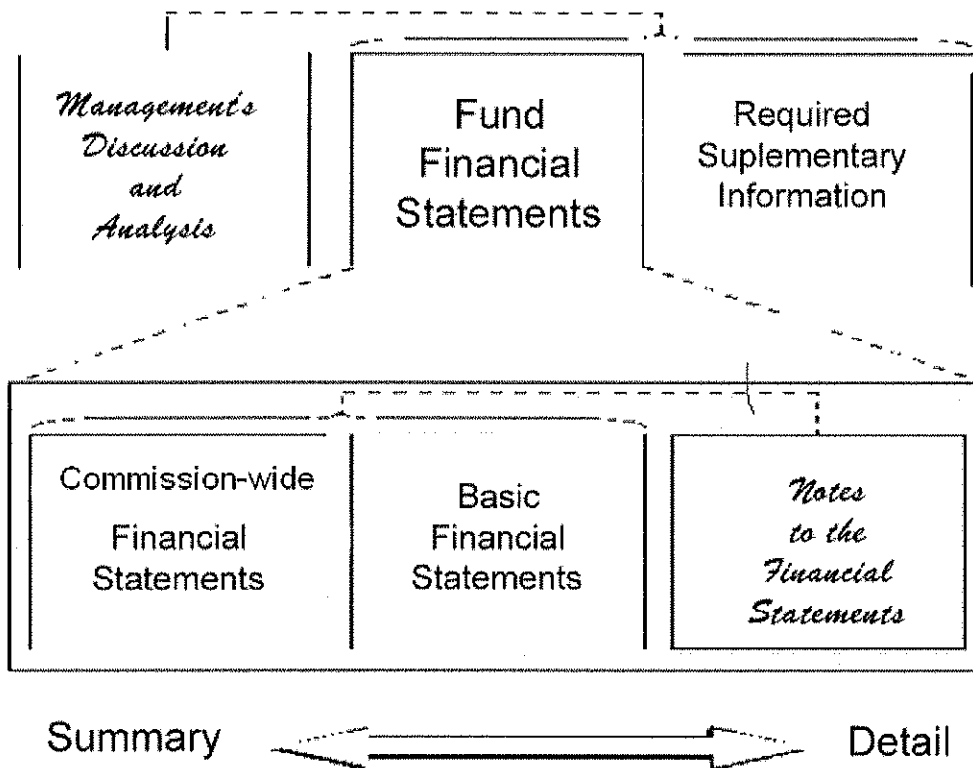 Management's
Discussion
and
Analysis
Fund
Financial
Statements
Required
Suplementary
Information
Commission-wide
Financial
Statements
Basic
Financial
Statements
Notes
to the
Financial
Statements
Summary
Detail